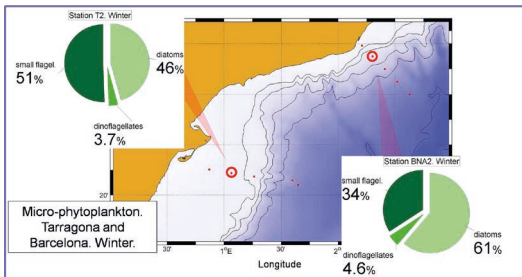 Station T2. Winter
small flagel.
51%
diatoms
46%
dinoflagellates
3.7%
Station BNA2. Winter
small flagel.
34%
diatoms
61%
dinoflagellates
4.6%
Micro-phytoplankton.
Tarragona and
Barcelona. Winter.
20'
30'
1°E
30'
2°
Longitude